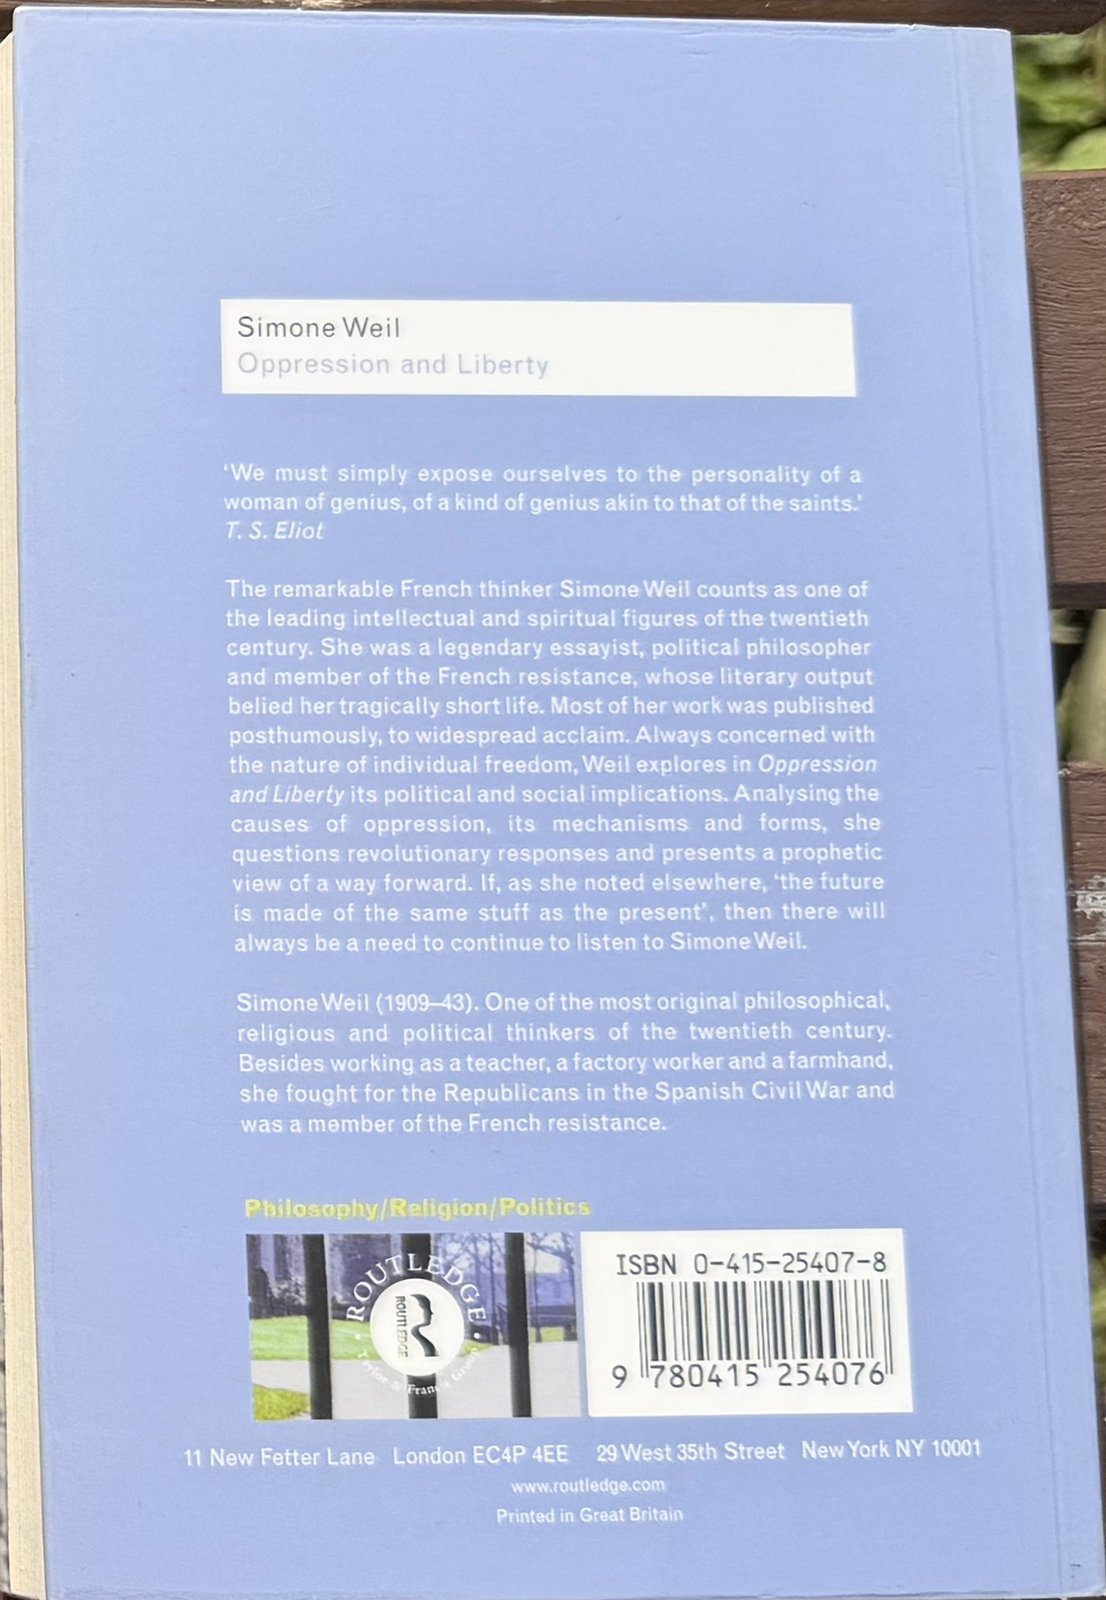 Simone Weil
Oppression and Liberty
‘We must simply expose ourselves to the personality of a
woman of genius, of a kind of genius akin to that of the saints.’
T. S. Eliot
The remarkable French thinker Simone Weil counts as one of
the leading intellectual and spiritual figures of the twentieth
century. She was a legendary essayist, political philosopher
and member of the French resistance, whose literary output
belied her tragically short life. Most of her work was published
posthumously, to widespread acclaim. Always concerned with
the nature of individual freedom, Weil explores in Oppression
and Liberty its political and social implications. Analysing the
causes of oppression, its mechanisms and forms, she
questions revolutionary responses and presents a prophetic
view of a way forward. If, as she noted elsewhere, ‘the future
is made of the same stuff as the present’, then there will
always be a need to continue to listen to Simone Weil.
Simone Weil (1909–43). One of the most original philosophical,
religious and political thinkers of the twentieth century.
Besides working as a teacher, a factory worker and a farmhand,
she fought for the Republicans in the Spanish Civil War and
was a member of the French resistance.
Philosophy/Religion/Politics
ROUTLEDGE
ROUTLEDGE
Taylor & Francis Group
ISBN 0-415-25407-8
9 780415 254076
11 New Fetter Lane London EC4P 4EE 29 West 35th Street New York NY 10001
www.routledge.com
Printed in Great Britain